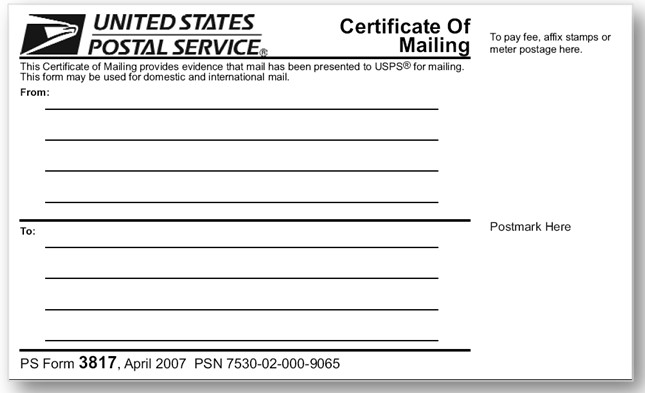 UNITED STATES
POSTAL SERVICE®
Certificate Of
Mailing
To pay fee, affix stamps or
meter postage here.
This Certificate of Mailing provides evidence that mail has been presented to USPS® for mailing.
This form may be used for domestic and international mail.
From:
To:
Postmark Here
PS Form 3817, April 2007 PSN 7530-02-000-9065